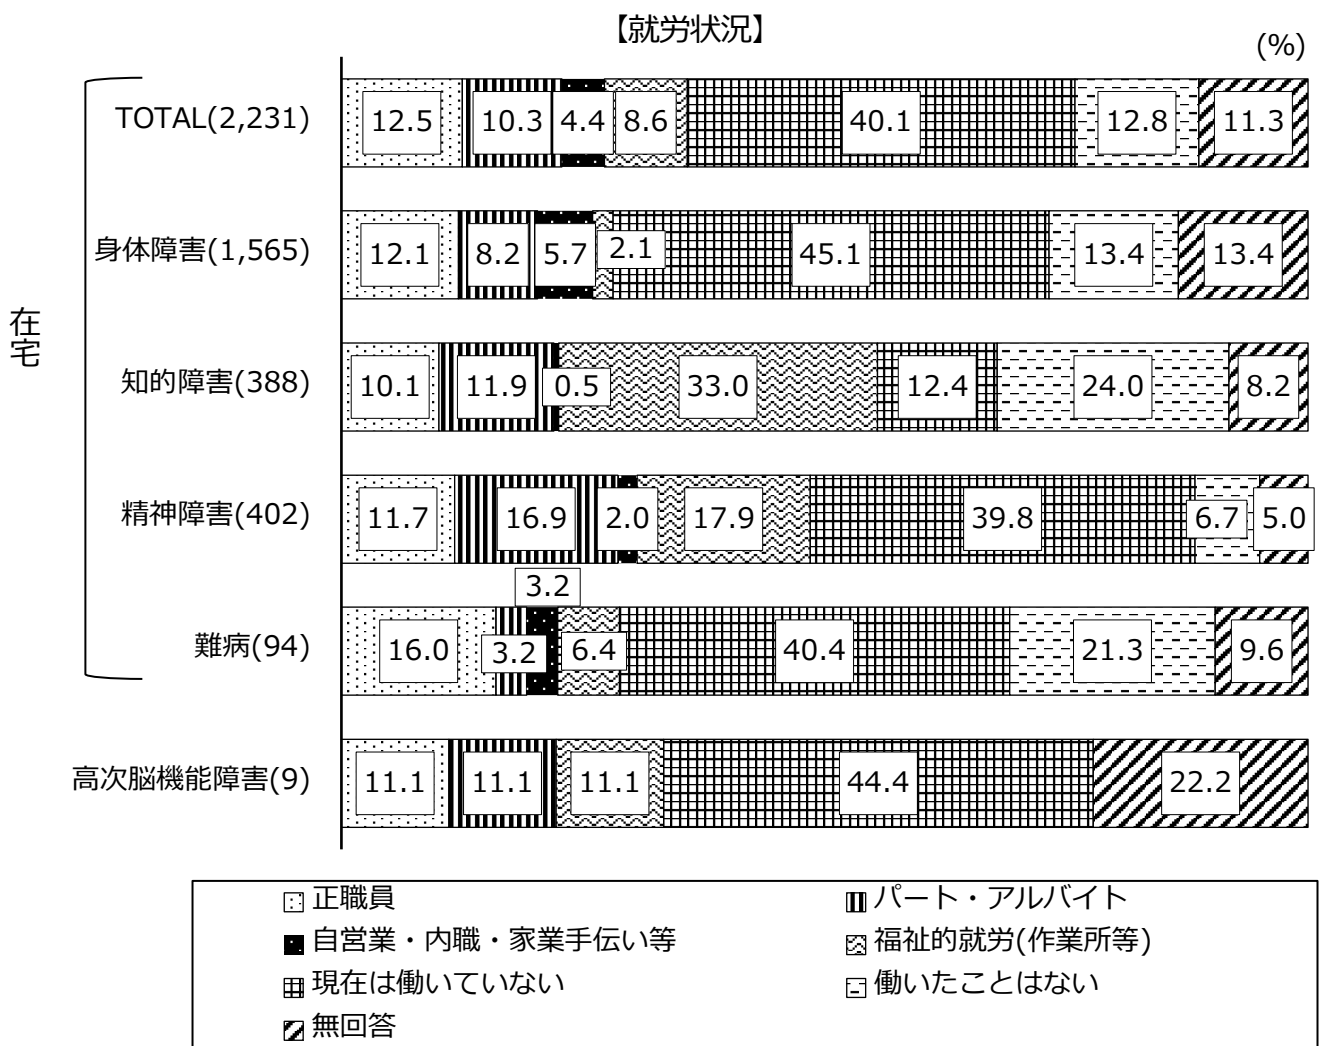 【就労状況】
(%)
在宅
TOTAL(2,231) 12.5 10.3 4.4 8.6 40.1 12.8 11.3
身体障害(1,565) 12.1 8.2 5.7 2.1 45.1 13.4 13.4
知的障害(388) 10.1 11.9 0.5 33.0 12.4 24.0 8.2
精神障害(402) 11.7 16.9 2.0 17.9 39.8 6.7 5.0
3.2
難病(94) 16.0 3.2 6.4 40.4 21.3 9.6
高次脳機能障害(9) 11.1 11.1 11.1 44.4 22.2
正職員 パート・アルバイト
自営業・内職・家業手伝い等 福祉的就労(作業所等)
現在は働いていない 働いたことはない
無回答